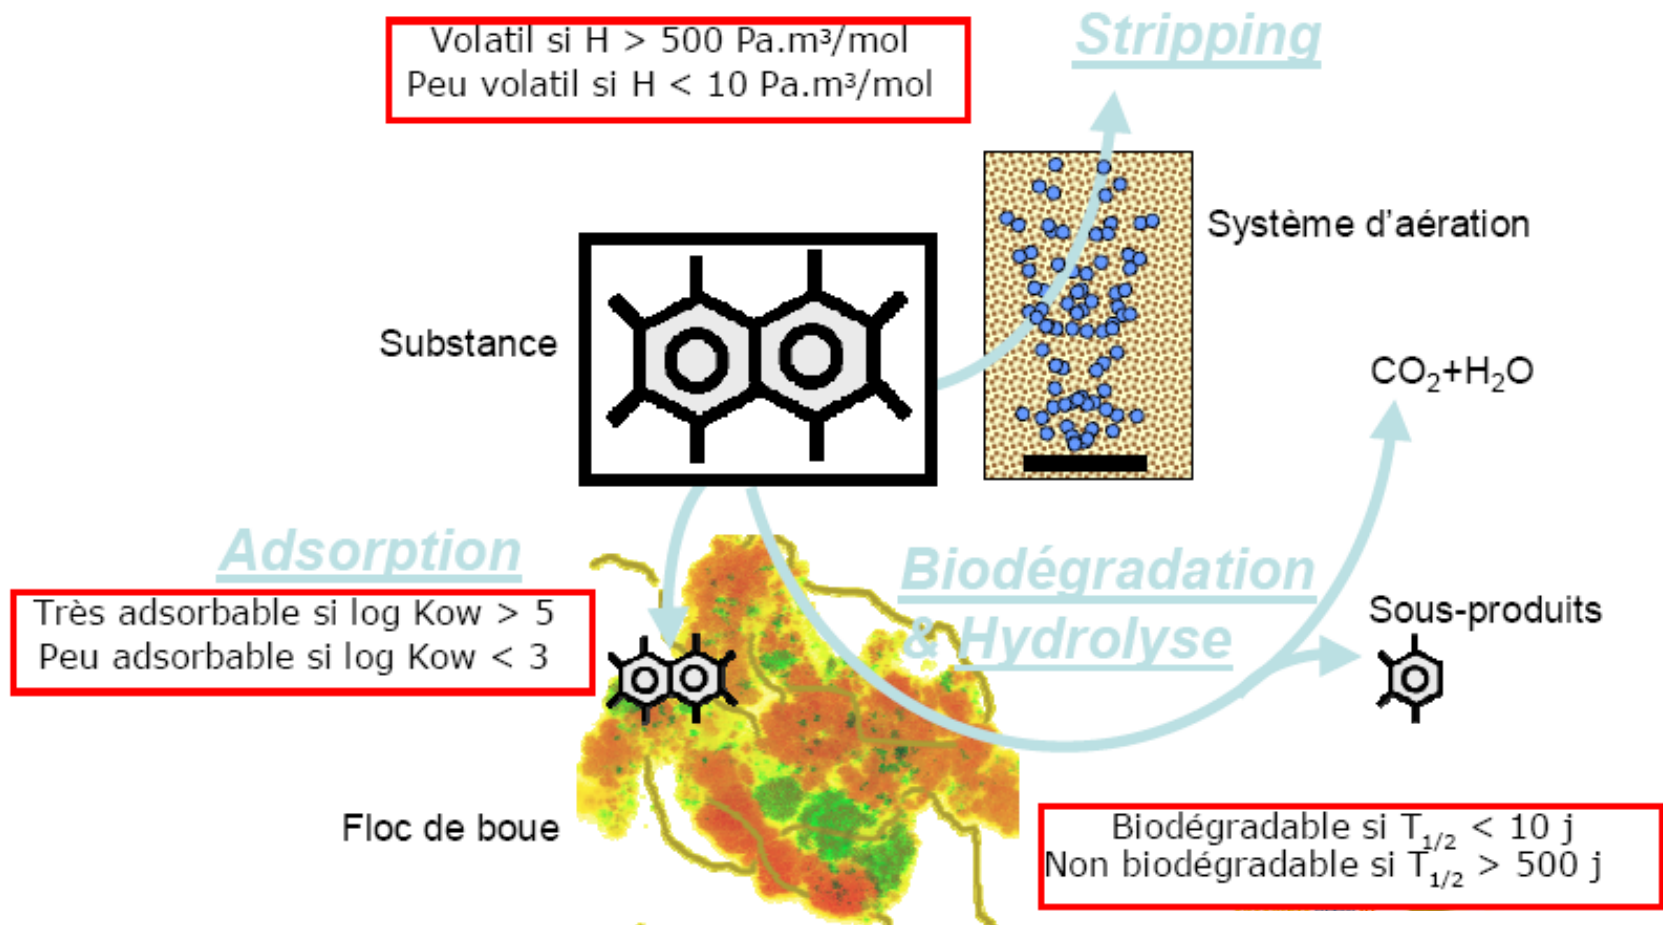 Volatil si H > 500 Pa.m³/mol
Peu volatil si H < 10 Pa.m³/mol
Stripping
Système d’aération
Substance
CO₂+H₂O
Adsorption
Très adsorbable si log Kow > 5
Peu adsorbable si log Kow < 3
Biodégradation
& Hydrolyse
Sous-produits
Floc de boue
Biodégradable si T₁/₂ < 10 j
Non biodégradable si T₁/₂ > 500 j